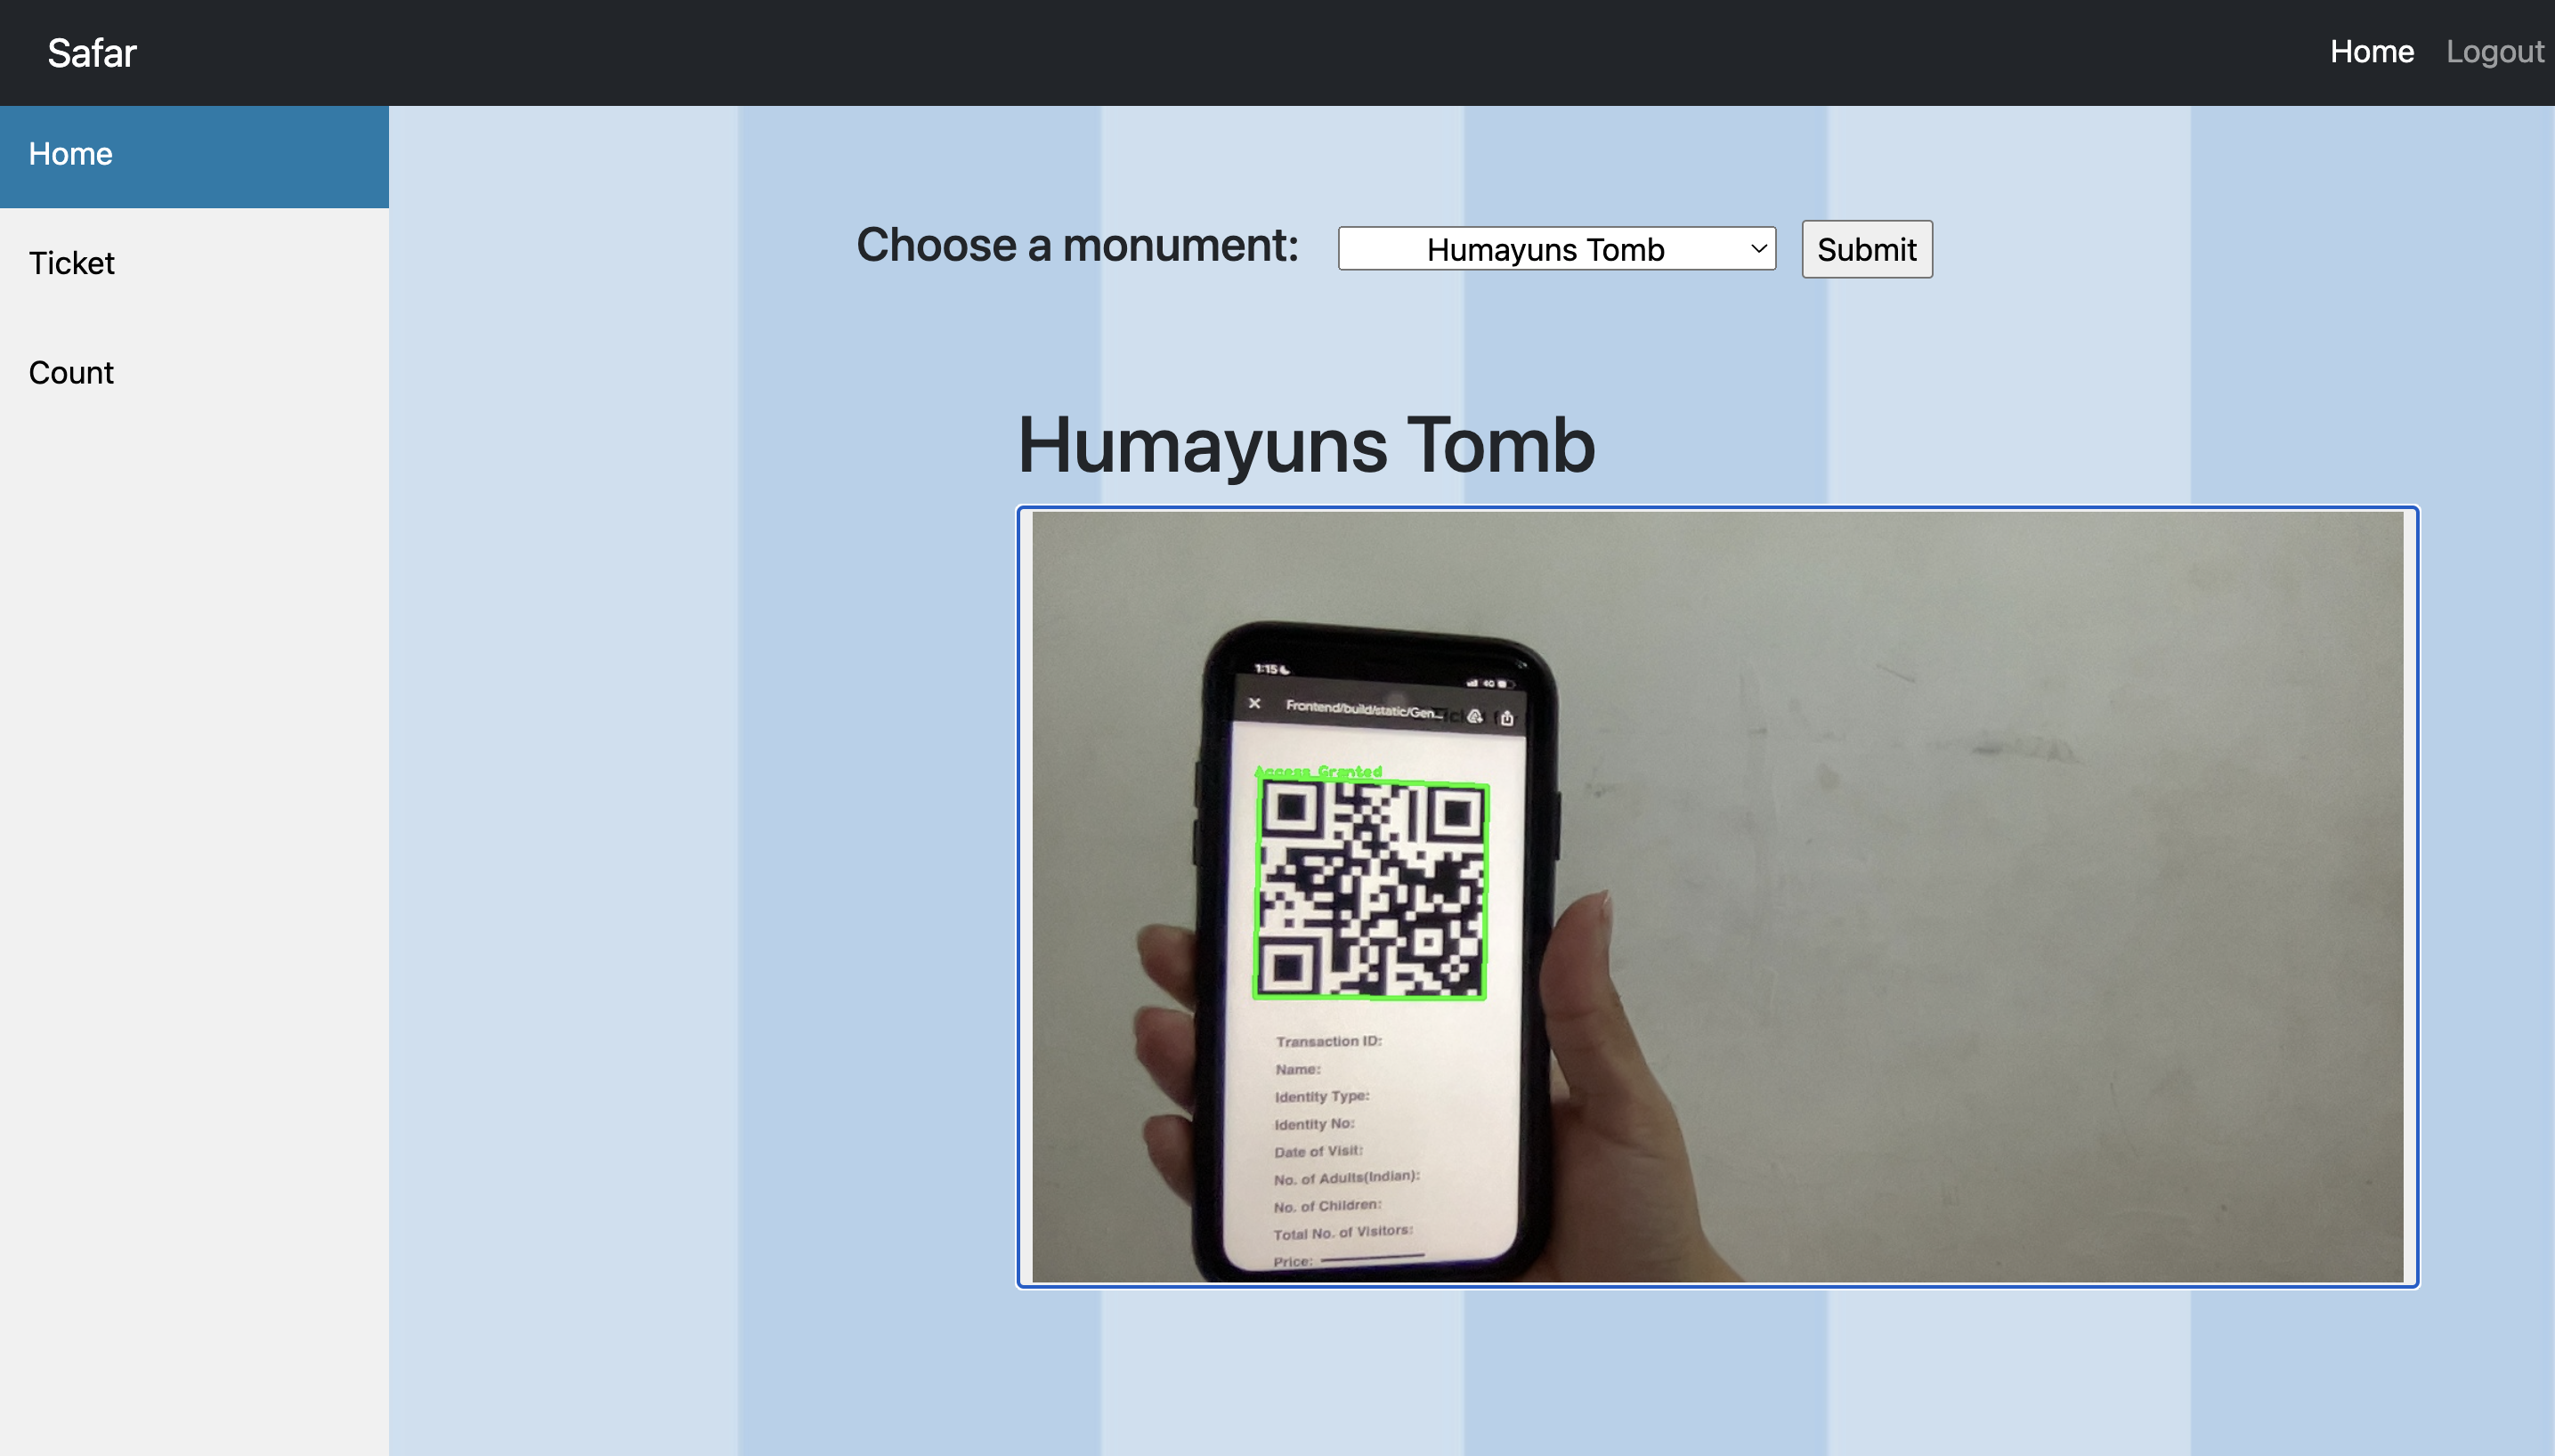 Safar
Home Logout
Home
Ticket
Count
Choose a monument: Humayuns Tomb Submit
Humayuns Tomb
1:15
4G
Frontend/build/static/Gen...
Access Granted
Transaction ID:
Name:
Identity Type:
Identity No:
Date of Visit:
No. of Adults(Indian):
No. of Children:
Total No. of Visitors:
Price: